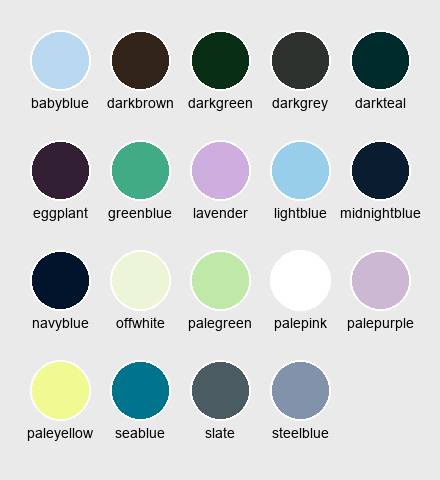 babyblue darkbrown darkgreen darkgrey darkteal
eggplant greenblue lavender lightblue midnightblue
navyblue offwhite palegreen palepink palepurple
paleyellow seablue slate steelblue